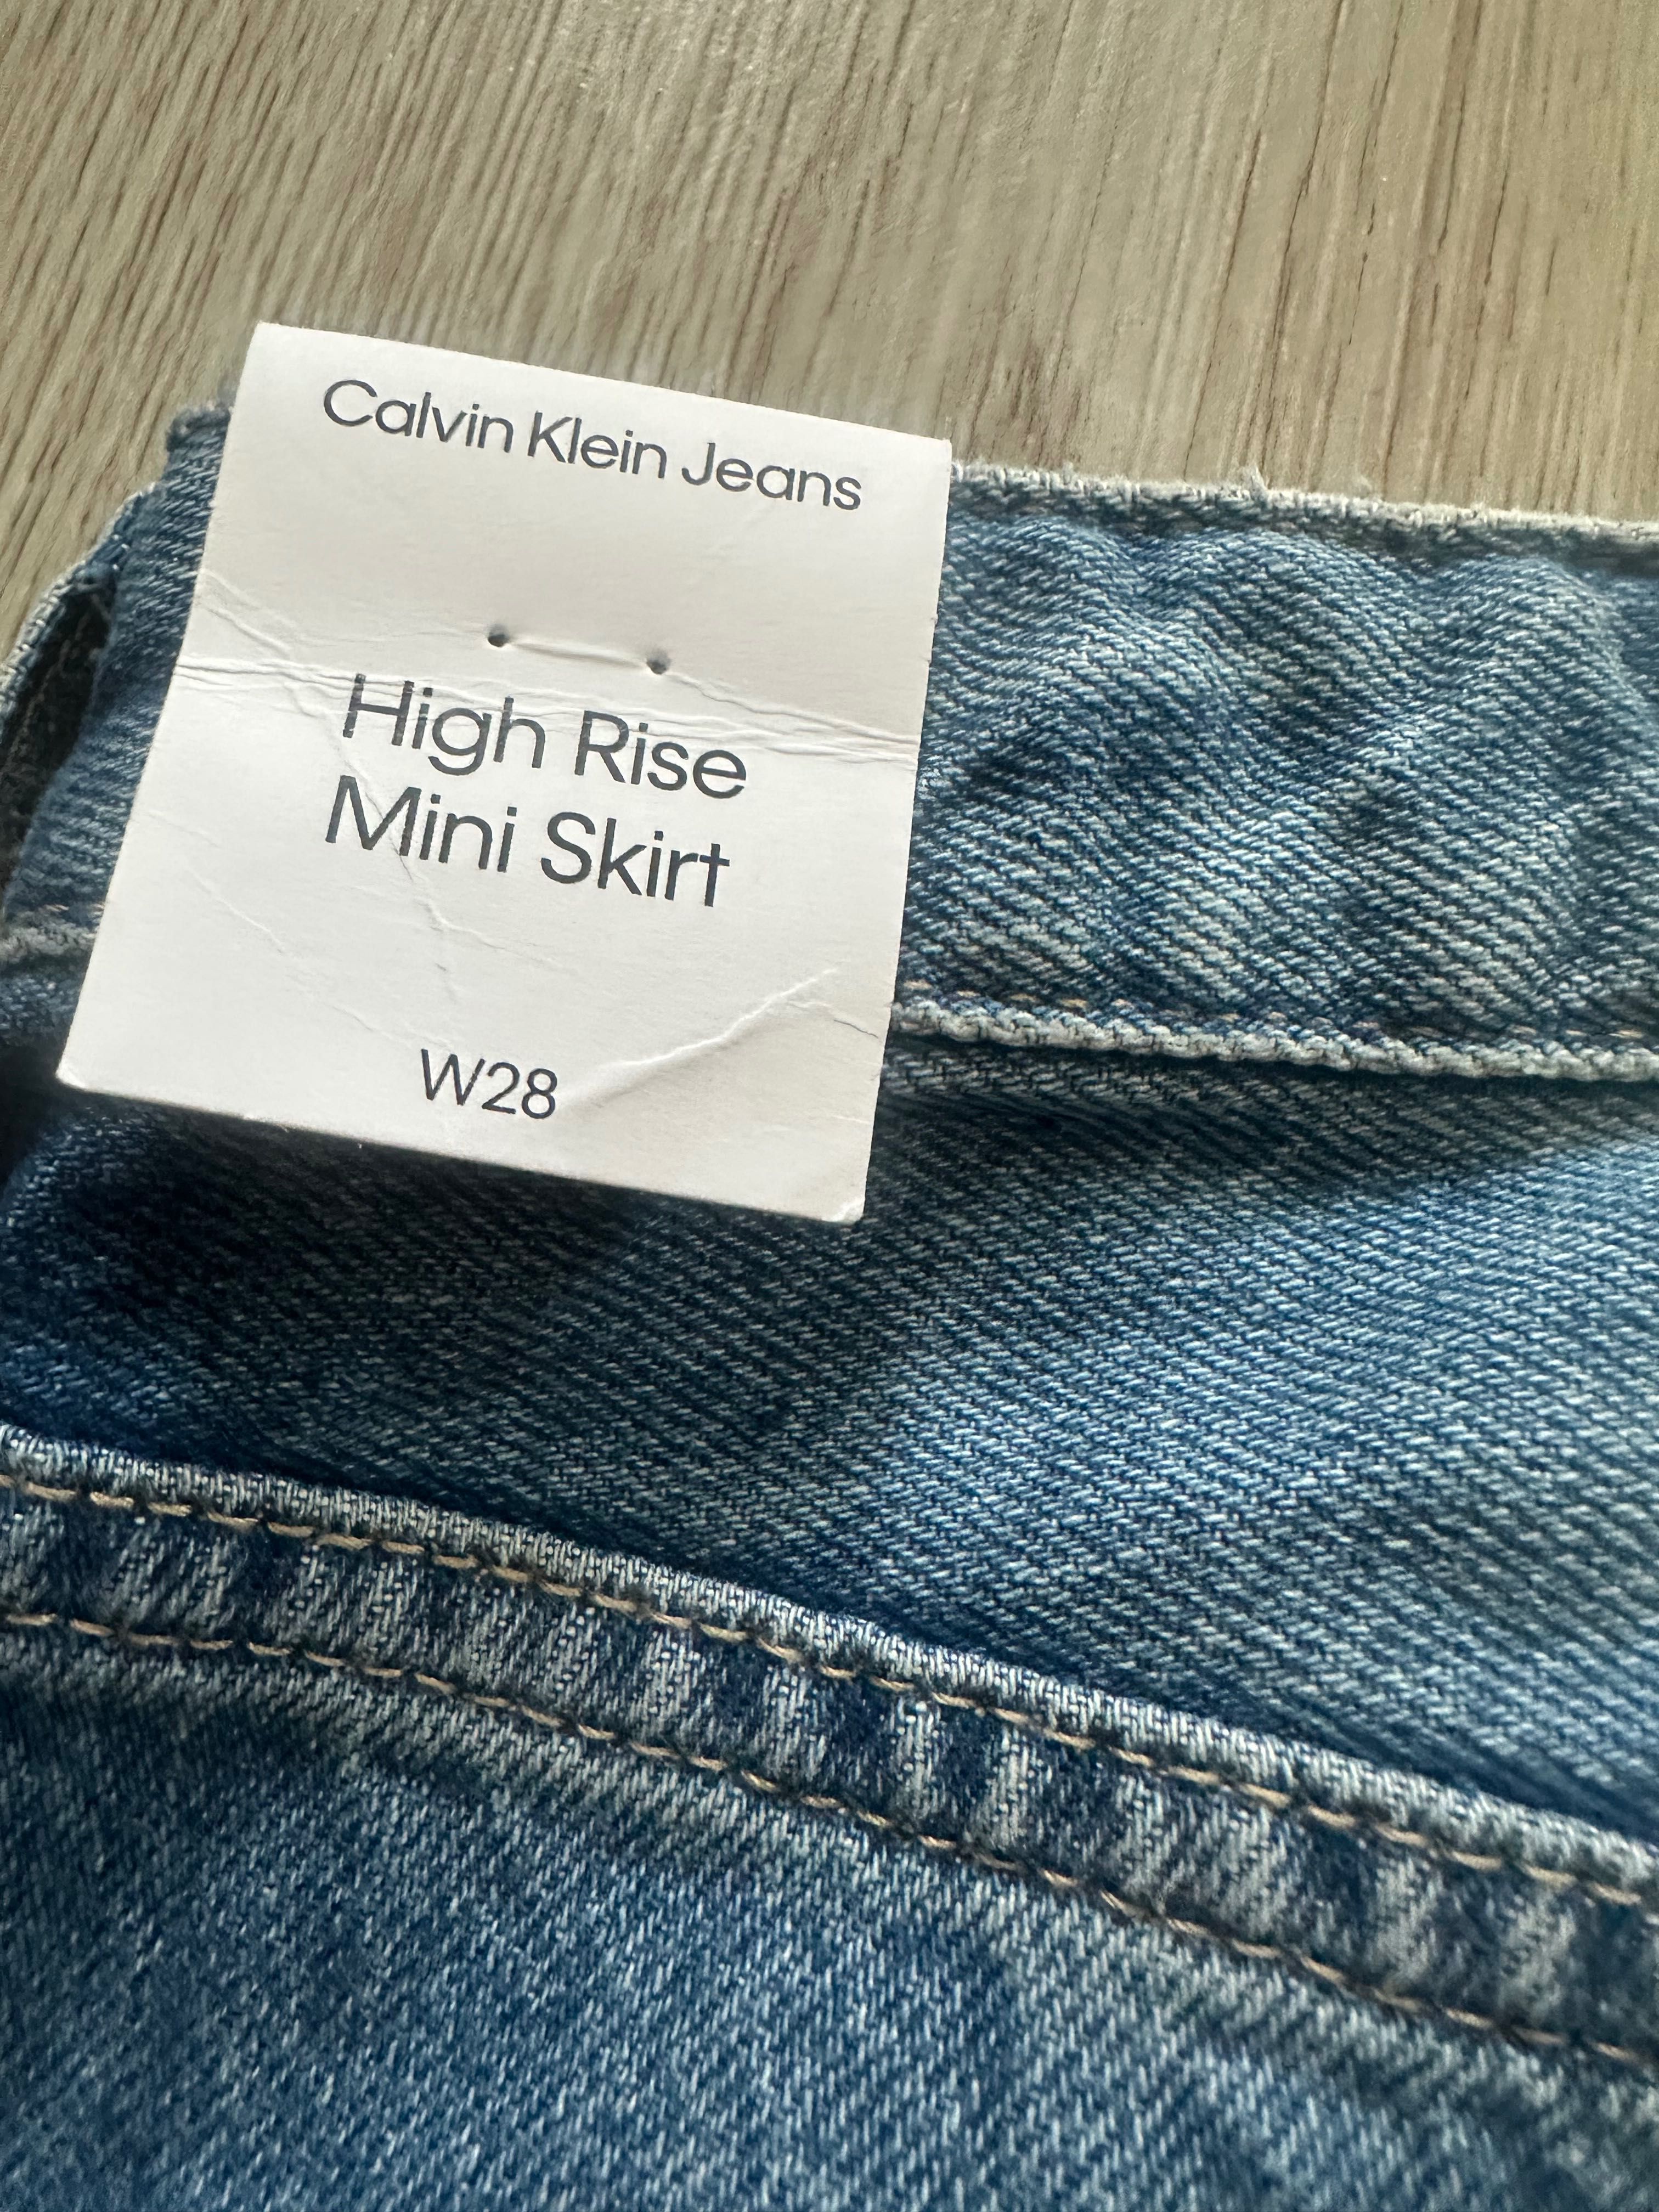 Calvin Klein Jeans
High Rise
Mini Skirt
W28